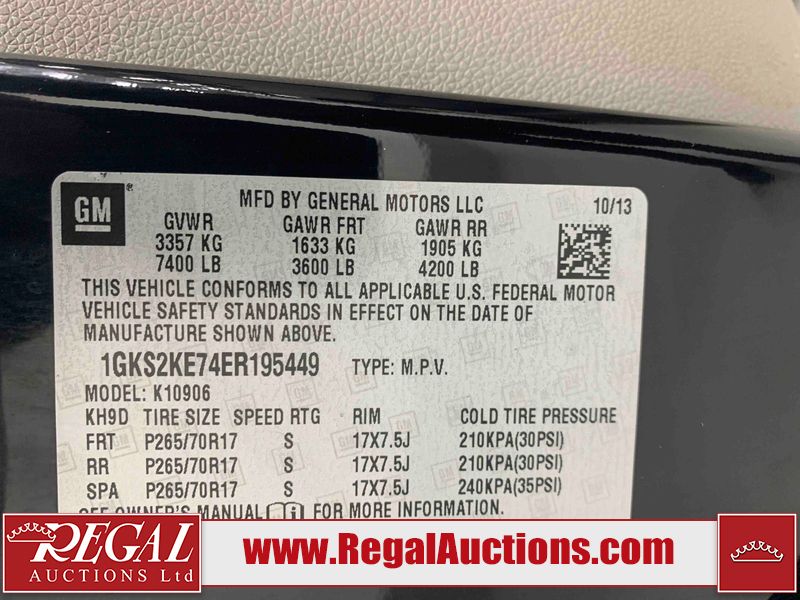 GM
MFD BY GENERAL MOTORS LLC 10/13
GVWR GAWR FRT GAWR RR
3357 KG 1633 KG 1905 KG
7400 LB 3600 LB 4200 LB
THIS VEHICLE CONFORMS TO ALL APPLICABLE U.S. FEDERAL MOTOR
VEHICLE SAFETY STANDARDS IN EFFECT ON THE DATE OF
MANUFACTURE SHOWN ABOVE.
1GKS2KE74ER195449 TYPE: M.P.V.
MODEL: K10906
KH9D TIRE SIZE SPEED RTG RIM COLD TIRE PRESSURE
FRT P265/70R17 S 17X7.5J 210KPA(30PSI)
RR P265/70R17 S 17X7.5J 210KPA(30PSI)
SPA P265/70R17 S 17X7.5J 240KPA(35PSI)
SEE OWNER'S MANUAL FOR MORE INFORMATION.
REGAL
AUCTIONS Ltd
www.RegalAuctions.com